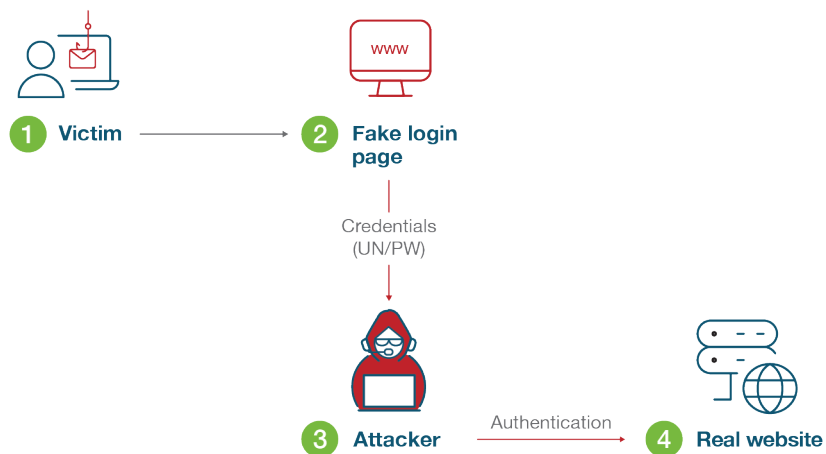 www
1 Victim
2 Fake login
page
Credentials
(UN/PW)
3 Attacker
Authentication
4 Real website